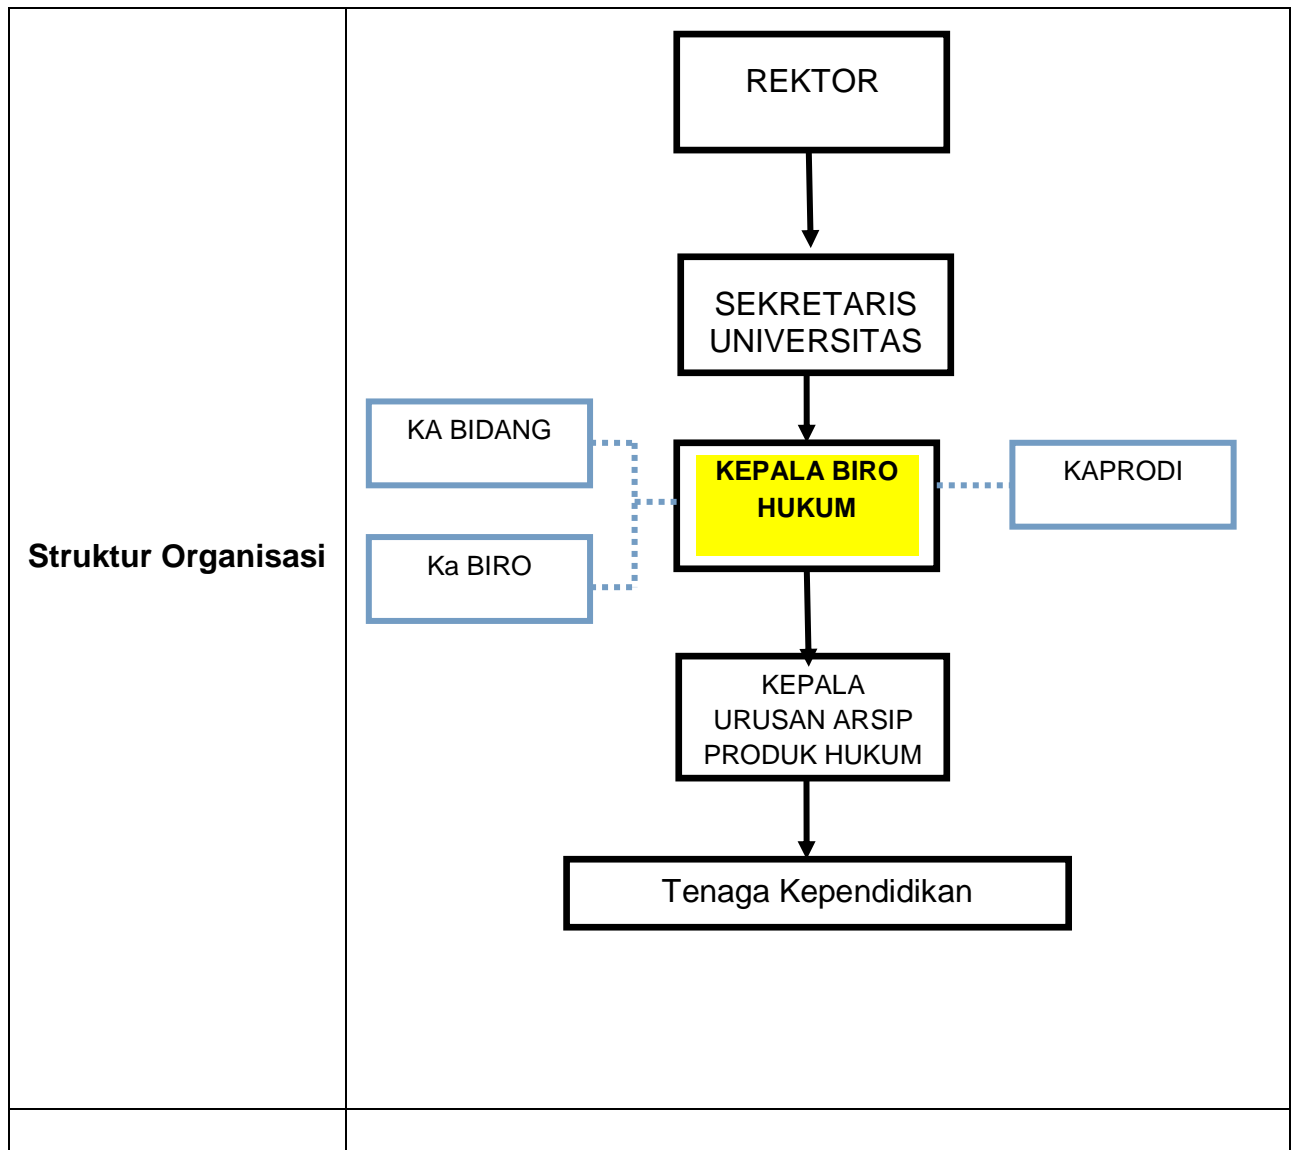 REKTOR
SEKRETARIS
UNIVERSITAS
KA BIDANG
KEPALA BIRO
HUKUM
KAPRODI
Struktur Organisasi
Ka BIRO
KEPALA
URUSAN ARSIP
PRODUK HUKUM
Tenaga Kependidikan